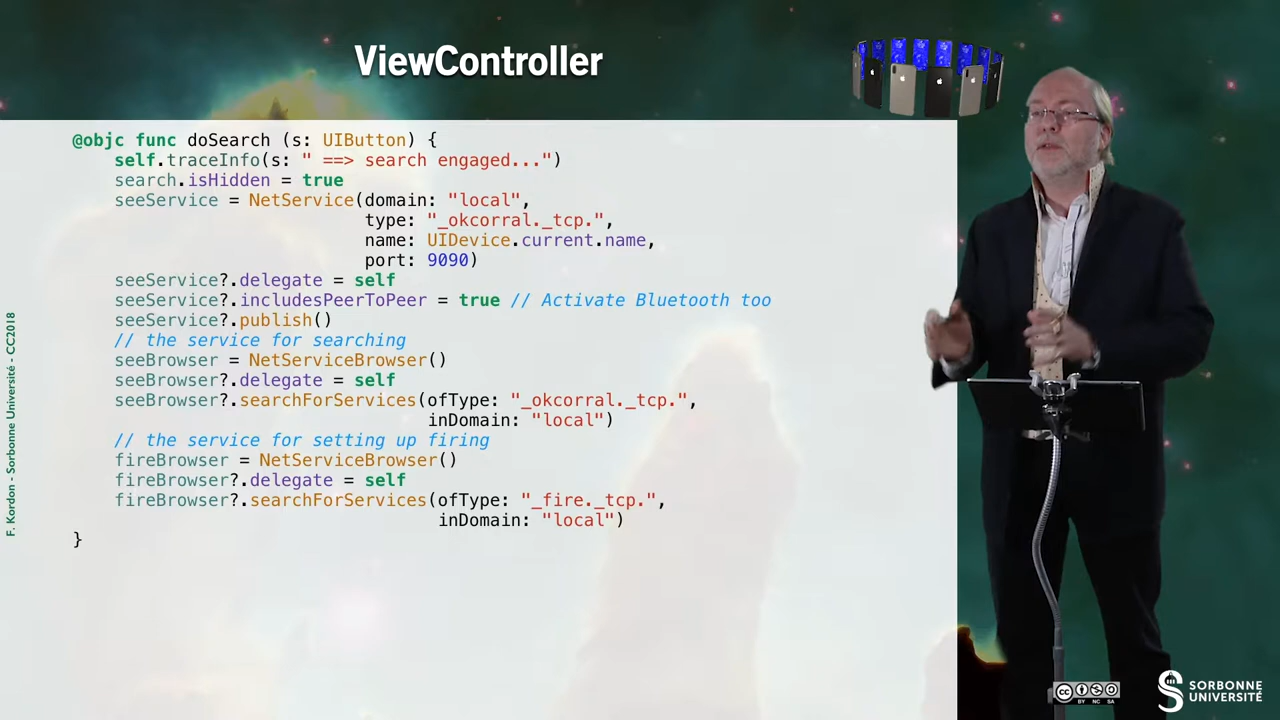 ViewController
@objc func doSearch (s: UIButton) {
self.traceInfo(s: " ==> search engaged...")
search.isHidden = true
seeService = NetService(domain: "local",
type: "_okcorral._tcp.",
name: UIDevice.current.name,
port: 9090)
seeService?.delegate = self
seeService?.includesPeerToPeer = true // Activate Bluetooth too
seeService?.publish()
// the service for searching
seeBrowser = NetServiceBrowser()
seeBrowser?.delegate = self
seeBrowser?.searchForServices(ofType: "_okcorral._tcp.",
inDomain: "local")
// the service for setting up firing
fireBrowser = NetServiceBrowser()
fireBrowser?.delegate = self
fireBrowser?.searchForServices(ofType: "_fire._tcp.",
inDomain: "local")
}
F. Kordon - Sorbonne Université - CC2018
cc
BY NC SA
SORBONNE
UNIVERSITÉ